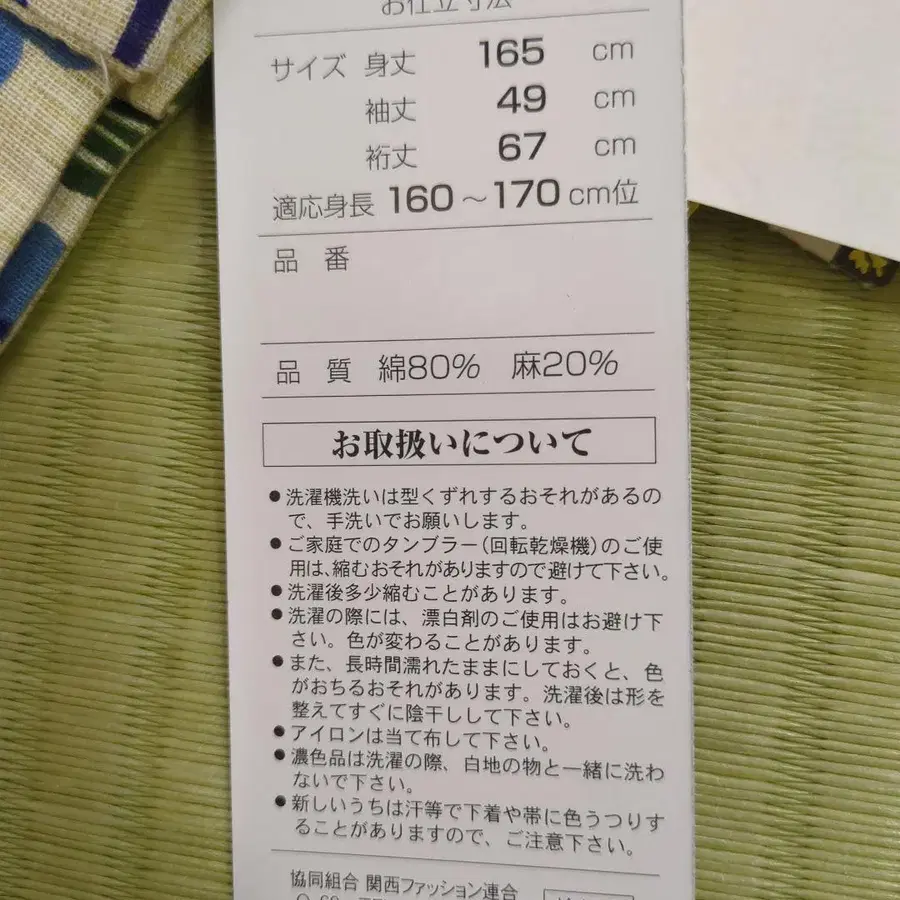 お仕立寸法
サイズ 身丈 165 cm
袖丈 49 cm
裄丈 67 cm
適応身長 160～170cm位
品番
品質 綿80% 麻20%
お取扱いについて
●洗濯機洗いは型くずれするおそれがあるの
で、手洗いでお願いします。
●ご家庭でのタンブラー(回転乾燥機)のご使
用は、縮むおそれがありますので避けて下さい。
●洗濯後多少縮むことがあります。
●洗濯の際には、漂白剤のご使用はお避け下
さい。色が変わることがあります。
●また、長時間濡れたままにしておくと、色
がおちるおそれがあります。洗濯後は形を
整えてすぐに陰干しして下さい。
●アイロンは当て布して下さい。
●濃色品は洗濯の際、白地の物と一緒に洗わ
ないで下さい。
●新しいうちは汗等で下着や帯に色うつりす
ることがありますので、ご注意下さい。
協同組合 関西ファッション連合